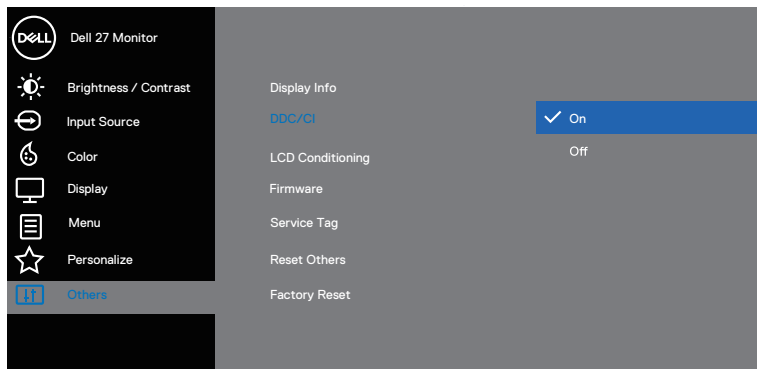 DELL
Dell 27 Monitor
Brightness / Contrast
Input Source
Color
Display
Menu
Personalize
Others
Display Info
DDC/CI
LCD Conditioning
Firmware
Service Tag
Reset Others
Factory Reset
On
Off